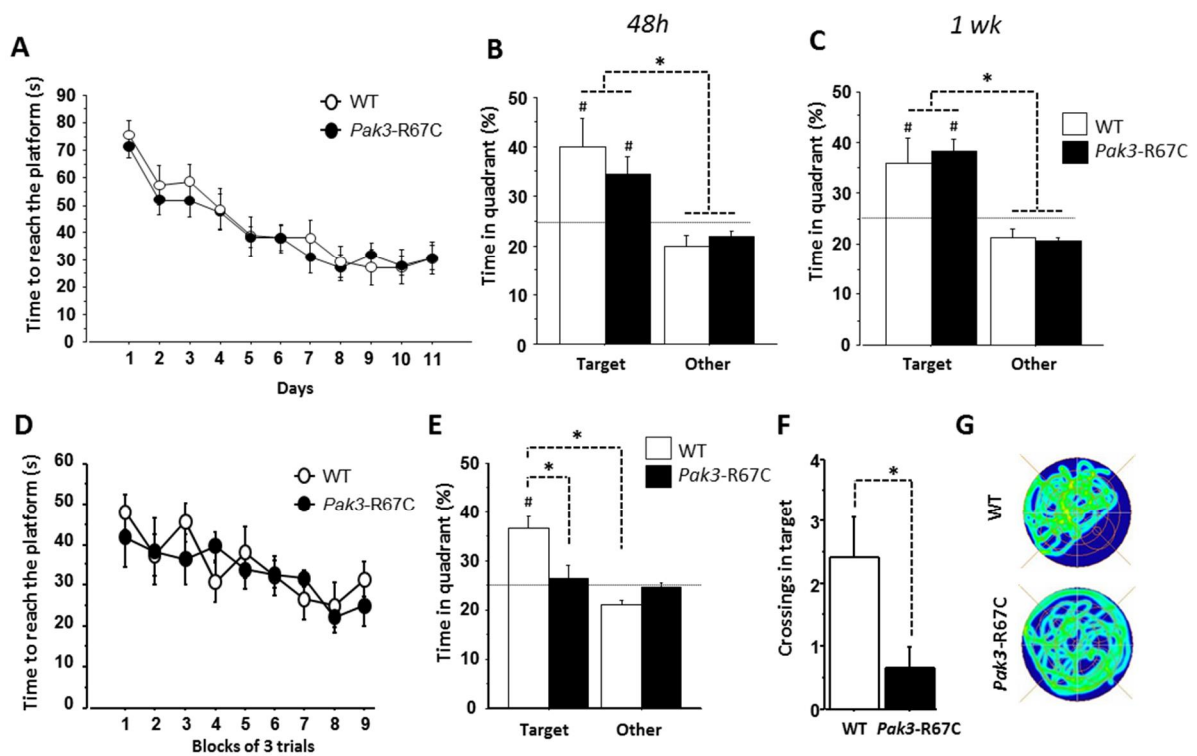 48h
1 wk
A
Time to reach the platform (s)
90
80
70
60
50
40
30
20
10
0
WT
Pak3-R67C
1 2 3 4 5 6 7 8 9 10 11
Days
B
Time in quadrant (%)
50
40
30
20
10
0
*
# #
Target Other
C
Time in quadrant (%)
50
40
30
20
10
0
*
# #
WT
Pak3-R67C
Target Other
D
Time to reach the platform (s)
60
50
40
30
20
10
0
WT
Pak3-R67C
1 2 3 4 5 6 7 8 9
Blocks of 3 trials
E
Time in quadrant (%)
50
40
30
20
10
0
*
*
#
WT
Pak3-R67C
Target Other
F
Crossings in target
4
3
2
1
0
*
WT Pak3-R67C
G
WT
Pak3-R67C